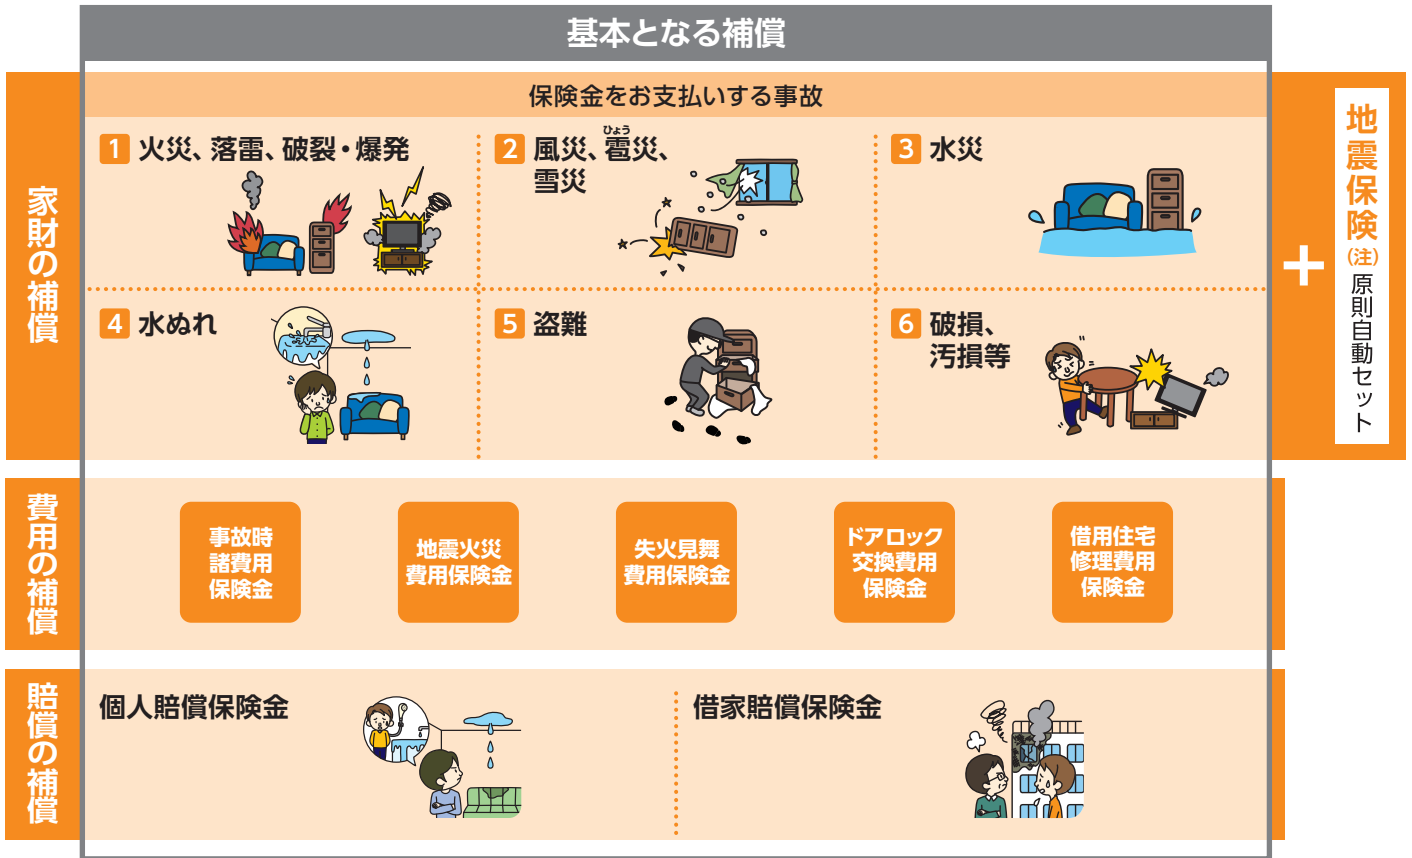 基本となる補償
家財の補償
保険金をお支払いする事故
1 火災、落雷、破裂・爆発
2 風災、雹災、
ひょう
雪災
3 水災
4 水ぬれ
5 盗難
6 破損、
汚損等
+
地震保険(注)
原則自動セット
費用の補償
事故時
諸費用
保険金
地震火災
費用保険金
失火見舞
費用保険金
ドアロック
交換費用
保険金
借用住宅
修理費用
保険金
賠償の補償
個人賠償保険金
借家賠償保険金